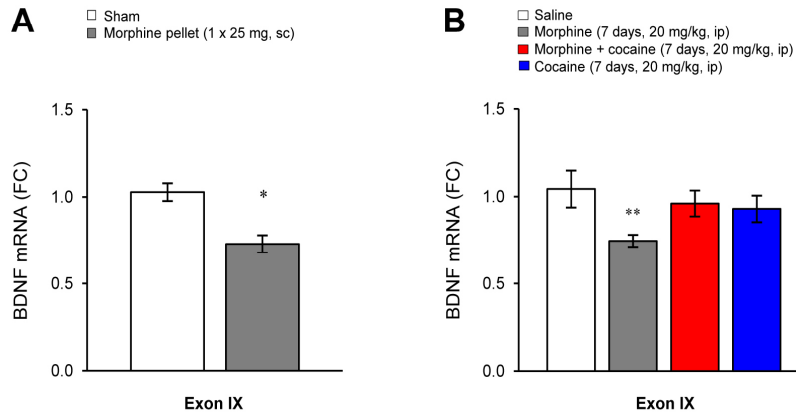 A
Sham
Morphine pellet (1 x 25 mg, sc)
BDNF mRNA (FC)
1.5
1.0
0.5
0.0
*
Exon IX
B
Saline
Morphine (7 days, 20 mg/kg, ip)
Morphine + cocaine (7 days, 20 mg/kg, ip)
Cocaine (7 days, 20 mg/kg, ip)
BDNF mRNA (FC)
1.5
1.0
0.5
0.0
**
Exon IX